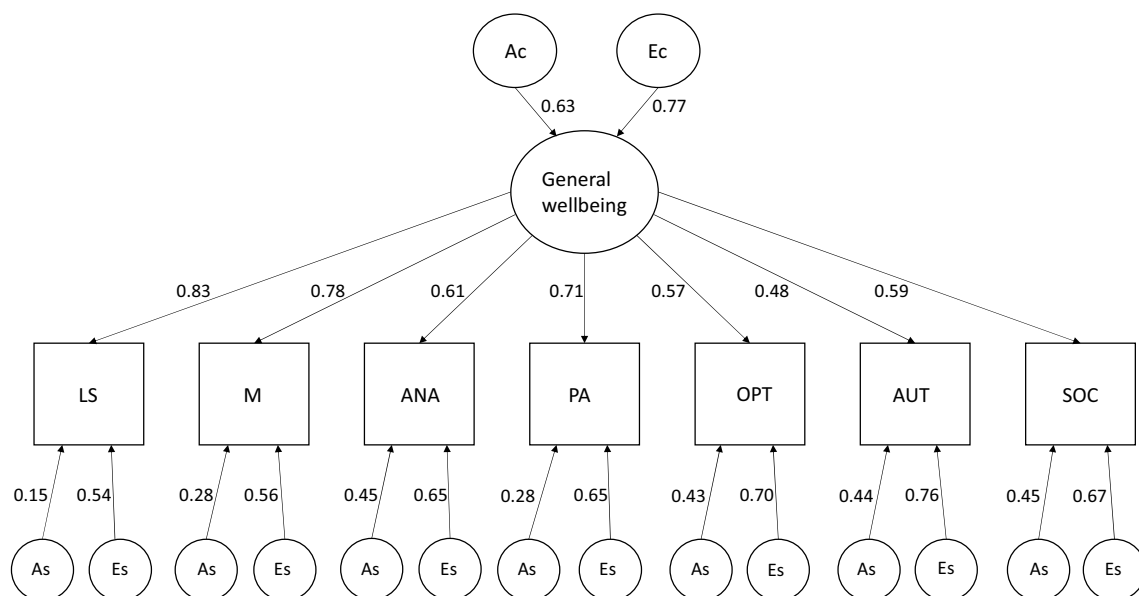 Ac Ec
0.63 0.77
General
wellbeing
0.83 0.78 0.61 0.71 0.57 0.48 0.59
LS M ANA PA OPT AUT SOC
0.15 0.54 0.28 0.56 0.45 0.65 0.28 0.65 0.43 0.70 0.44 0.76 0.45 0.67
As Es As Es As Es As Es As Es As Es As Es